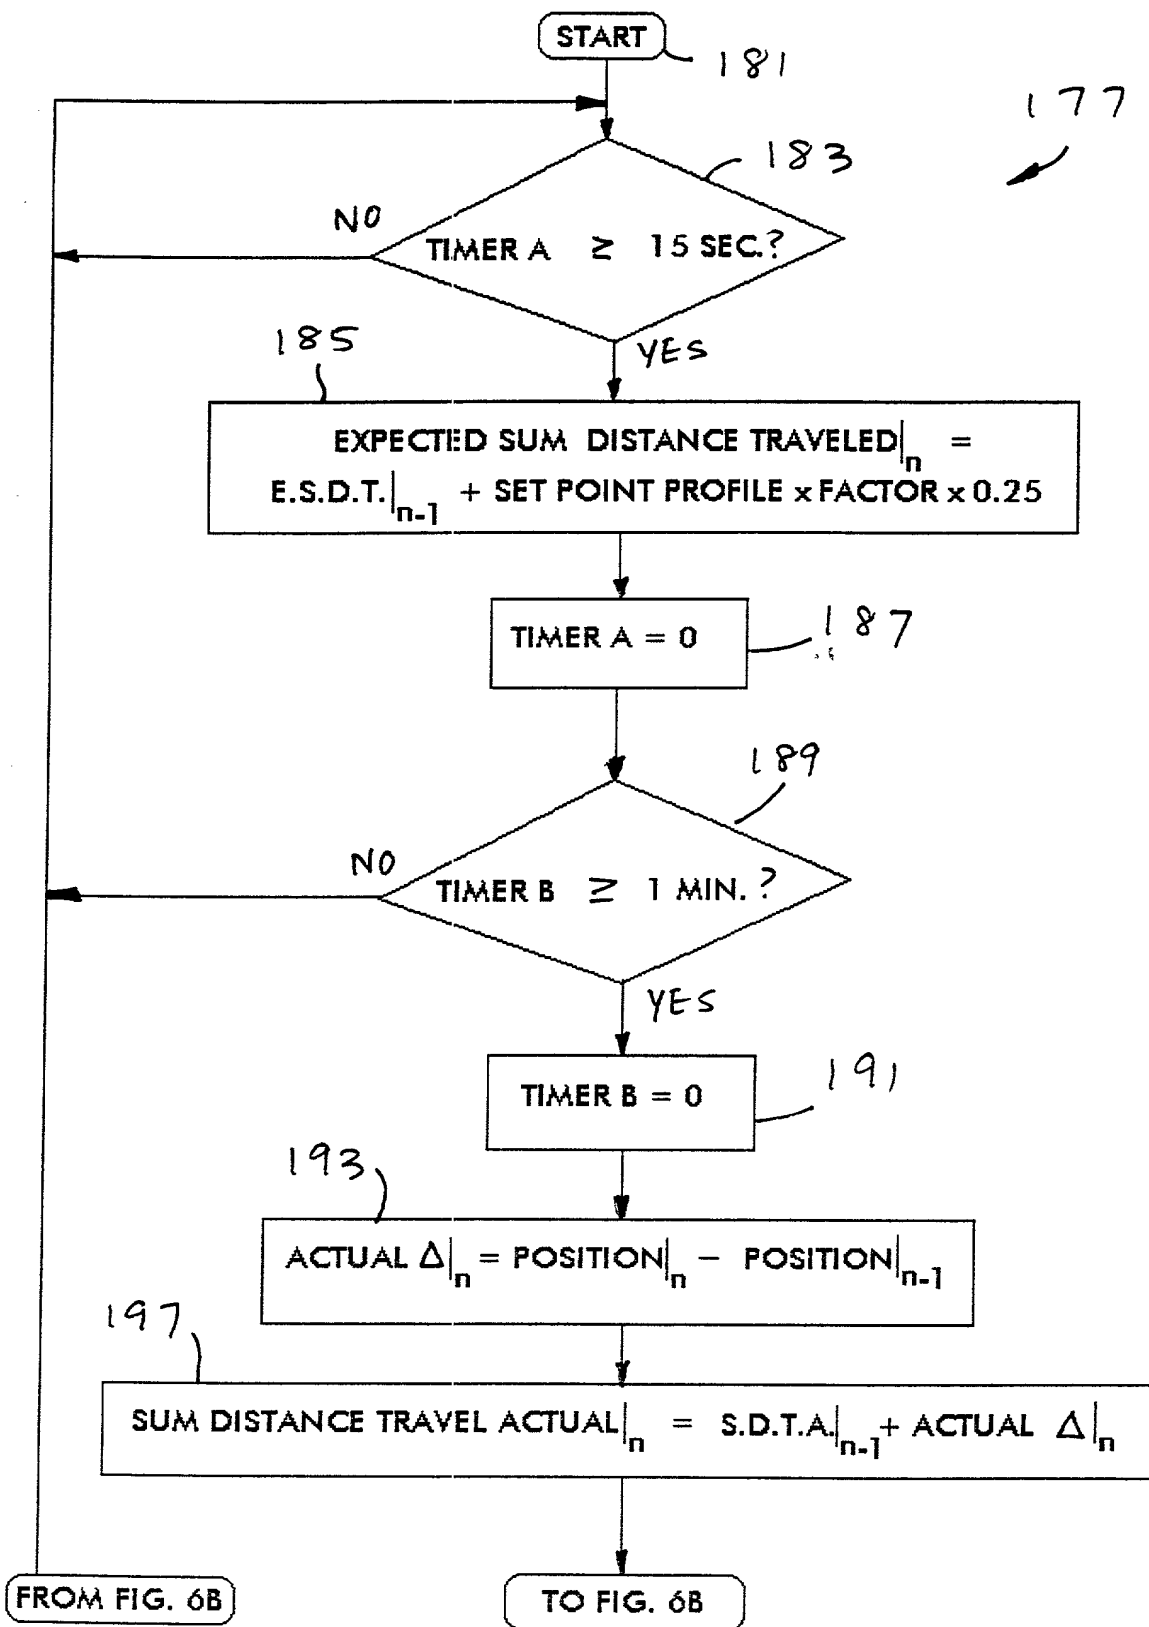 START
181
177
183
NO
TIMER A ≥ 15 SEC.?
YES
185
EXPECTED SUM DISTANCE TRAVELED|n =
E.S.D.T.|n-1 + SET POINT PROFILE x FACTOR x 0.25
TIMER A = 0
187
189
NO
TIMER B ≥ 1 MIN. ?
YES
TIMER B = 0
191
193
ACTUAL Δ|n = POSITION|n - POSITION|n-1
197
SUM DISTANCE TRAVEL ACTUAL|n = S.D.T.A.|n-1 + ACTUAL Δ|n
FROM FIG. 6B
TO FIG. 6B